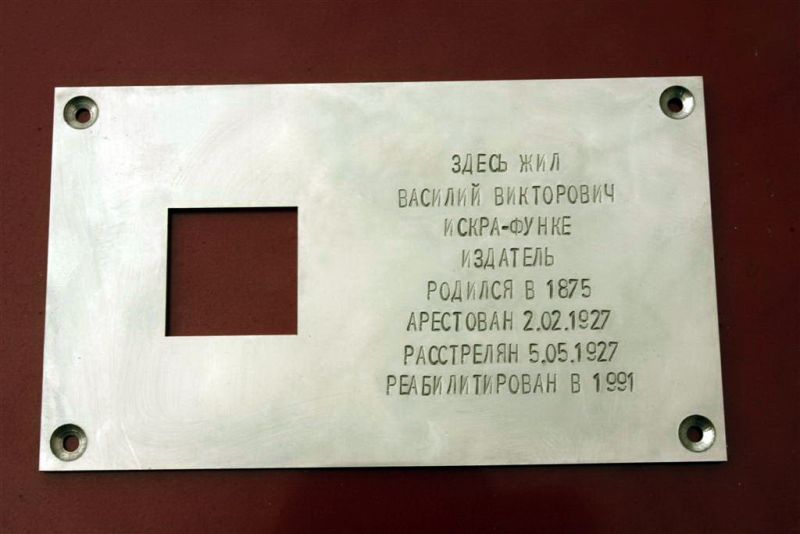 ЗДЕСЬ ЖИЛ
ВАСИЛИЙ ВИКТОРОВИЧ
ИСКРА-ФУНКЕ
ИЗДАТЕЛЬ
РОДИЛСЯ В 1875
АРЕСТОВАН 2.02.1927
РАССТРЕЛЯН 5.05.1927
РЕАБИЛИТИРОВАН В 1991